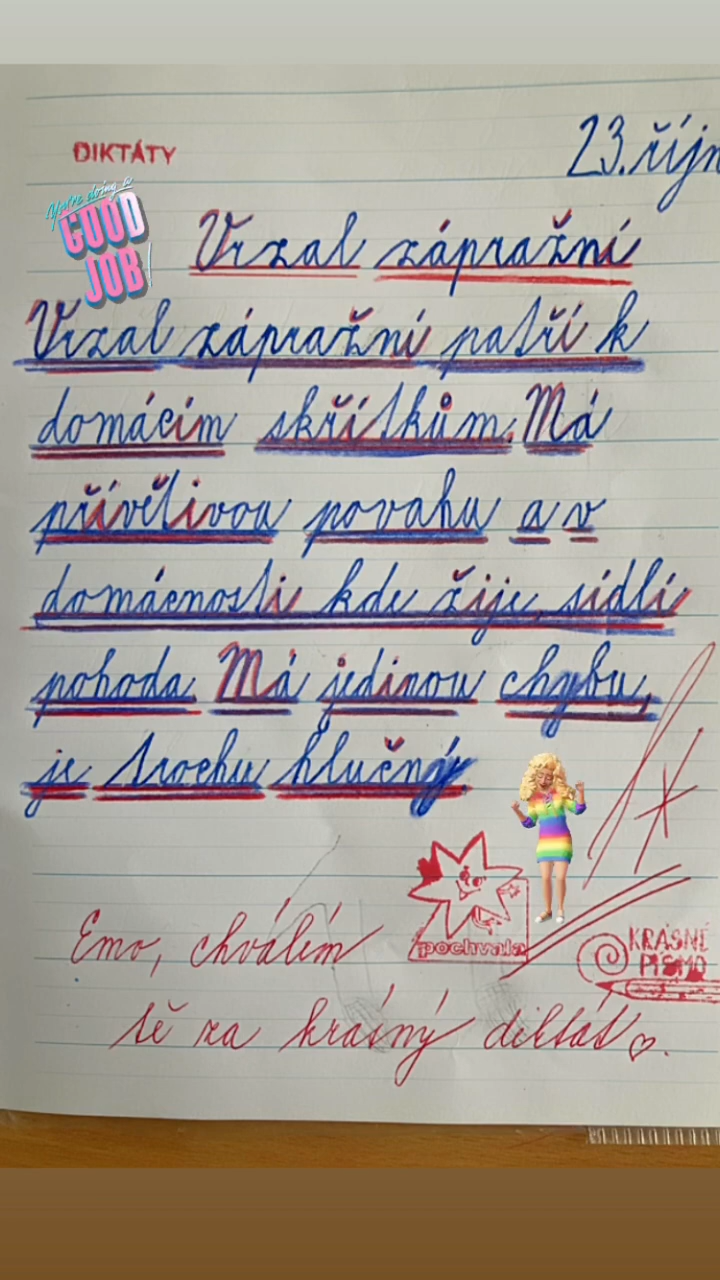 DIKTÁTY
23. říjn
You're doing a
GOOD
JOB!
Vrzal zápražní
Vrzal zápražní patří k
domácím skřítkům. Má
přívětivou povahu a v
domácnosti kde žije, sídlí
pohoda. Má jedinou chybu,
je trochu hlučný.
1x
pochvala
KRÁSNÉ
PÍSMO
Emo, chválím
tě za krásný diktát♡.